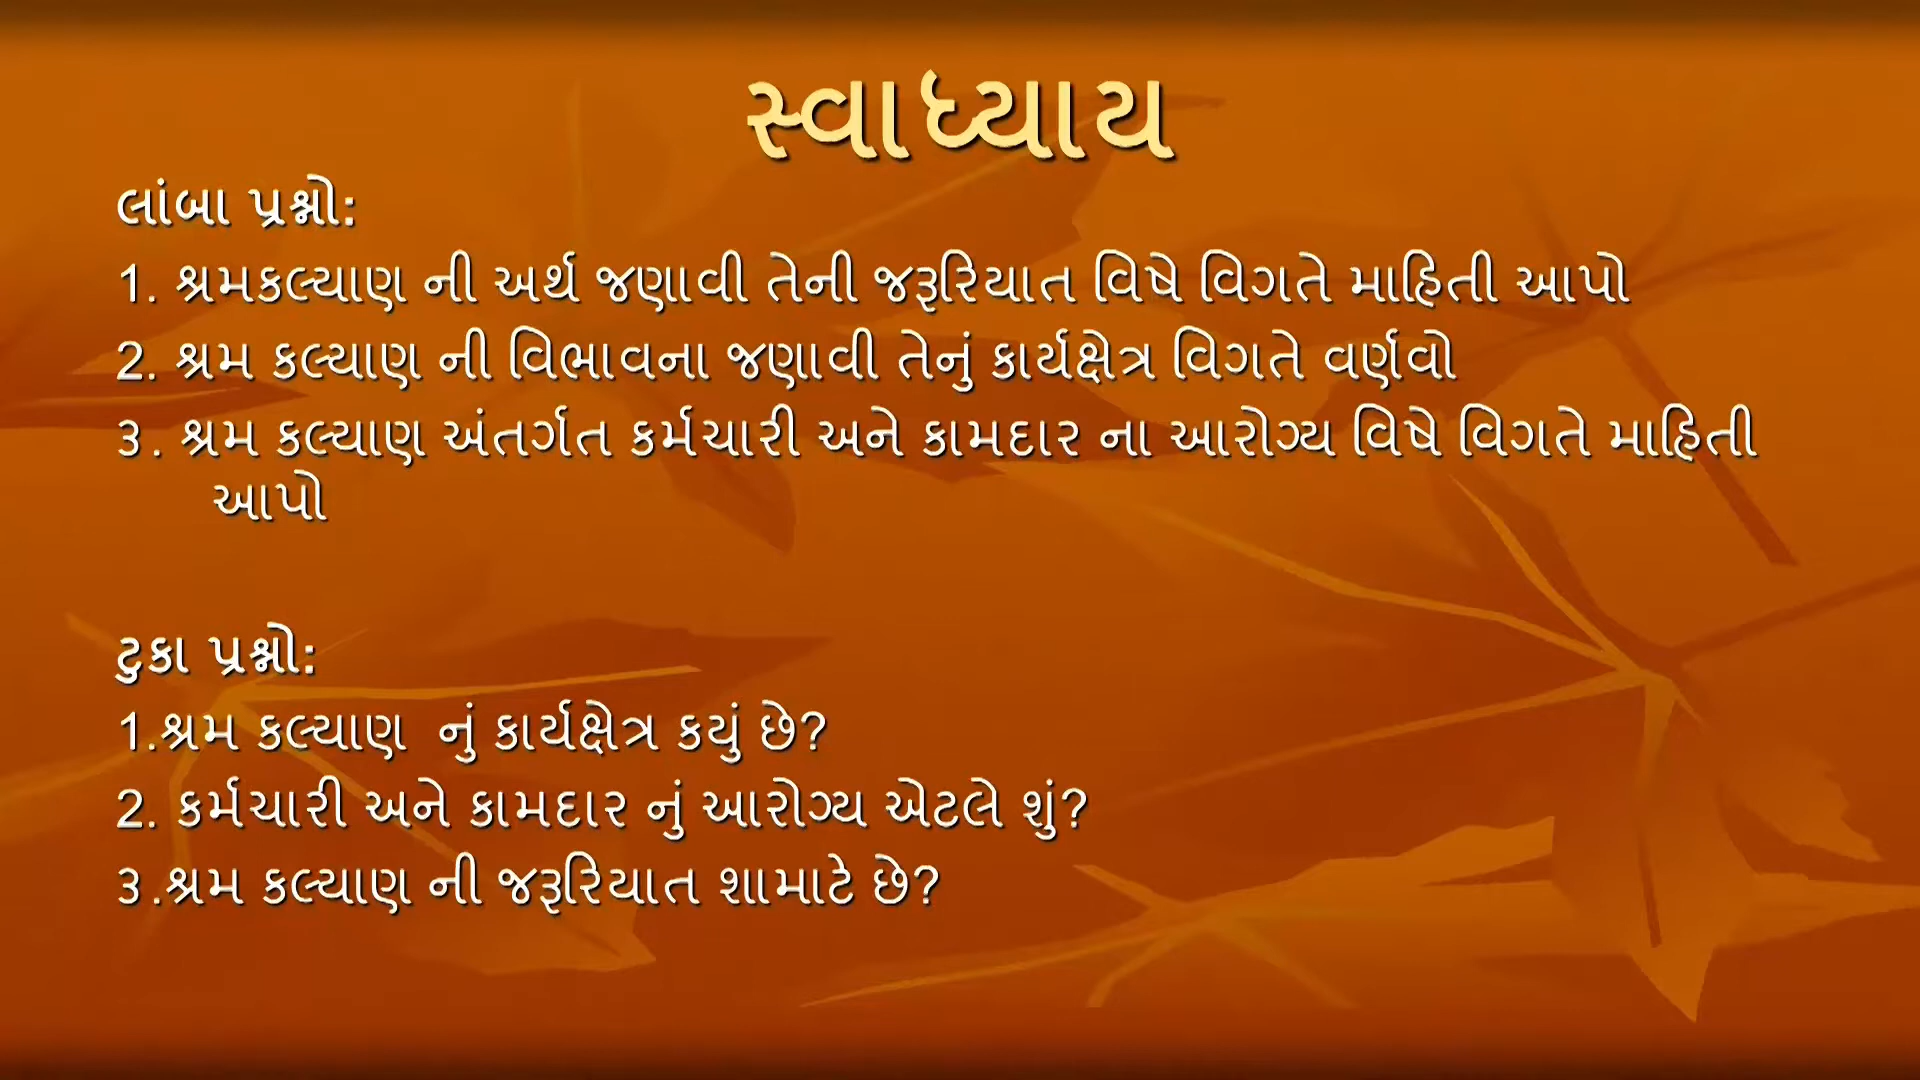 સ્વાધ્યાય
લાંબા પ્રશ્નો:
1. શ્રમકલ્યાણ ની અર્થ જણાવી તેની જરૂરિયાત વિષે વિગતે માહિતી આપો
2. શ્રમ કલ્યાણ ની વિભાવના જણાવી તેનું કાર્યક્ષેત્ર વિગતે વર્ણવો
૩. શ્રમ કલ્યાણ અંતર્ગત કર્મચારી અને કામદાર ના આરોગ્ય વિષે વિગતે માહિતી
આપો
ટુકા પ્રશ્નો:
1.શ્રમ કલ્યાણ નું કાર્યક્ષેત્ર કયું છે?
2. કર્મચારી અને કામદાર નું આરોગ્ય એટલે શું?
૩.શ્રમ કલ્યાણ ની જરૂરિયાત શામાટે છે?